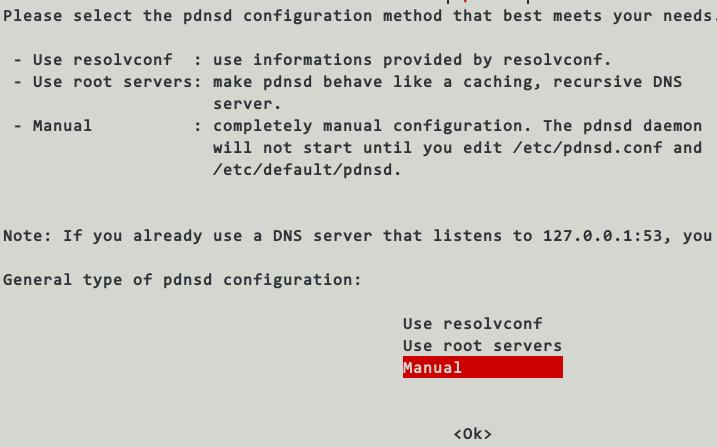 Please select the pdnsd configuration method that best meets your needs.
- Use resolvconf  : use informations provided by resolvconf.
- Use root servers: make pdnsd behave like a caching, recursive DNS
server.
- Manual          : completely manual configuration. The pdnsd daemon
will not start until you edit /etc/pdnsd.conf and
/etc/default/pdnsd.
Note: If you already use a DNS server that listens to 127.0.0.1:53, you
General type of pdnsd configuration:
Use resolvconf
Use root servers
Manual
<Ok>